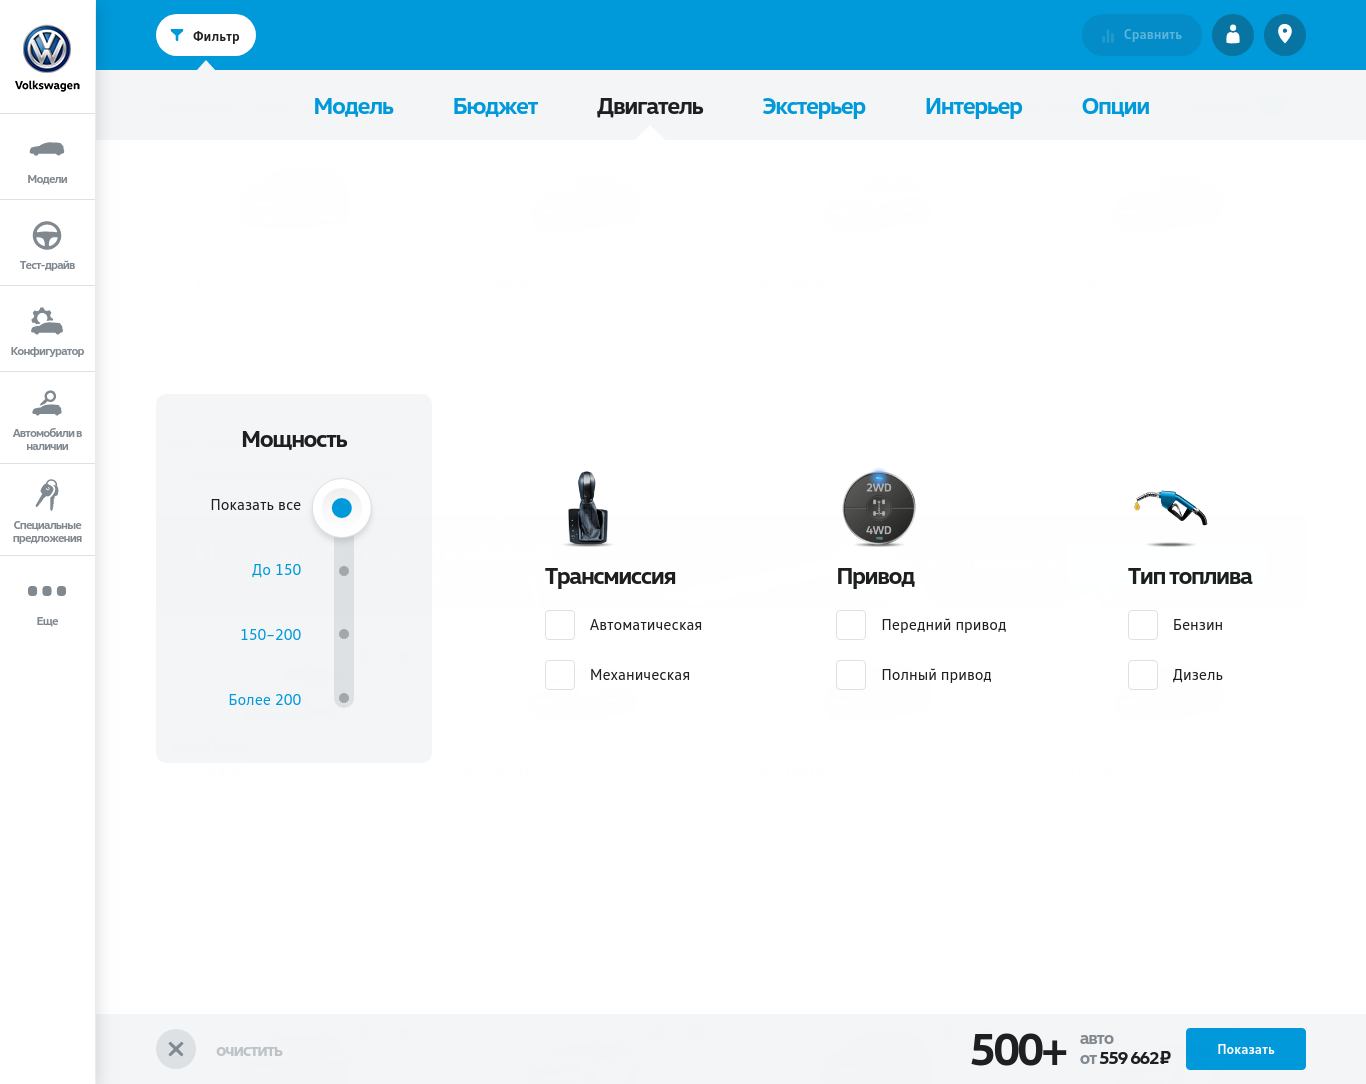 Volkswagen
Модели
Тест-драйв
Конфигуратор
Автомобили в
наличии
Специальные
предложения
Еще
Фильтр
Сравнить
Модель Бюджет Двигатель Экстерьер Интерьер Опции
Мощность
Показать все
До 150
150–200
Более 200
Трансмиссия
Автоматическая
Механическая
2WD
4WD
Привод
Передний привод
Полный привод
Тип топлива
Бензин
Дизель
очистить
500+
авто
от 559 662₽
Показать